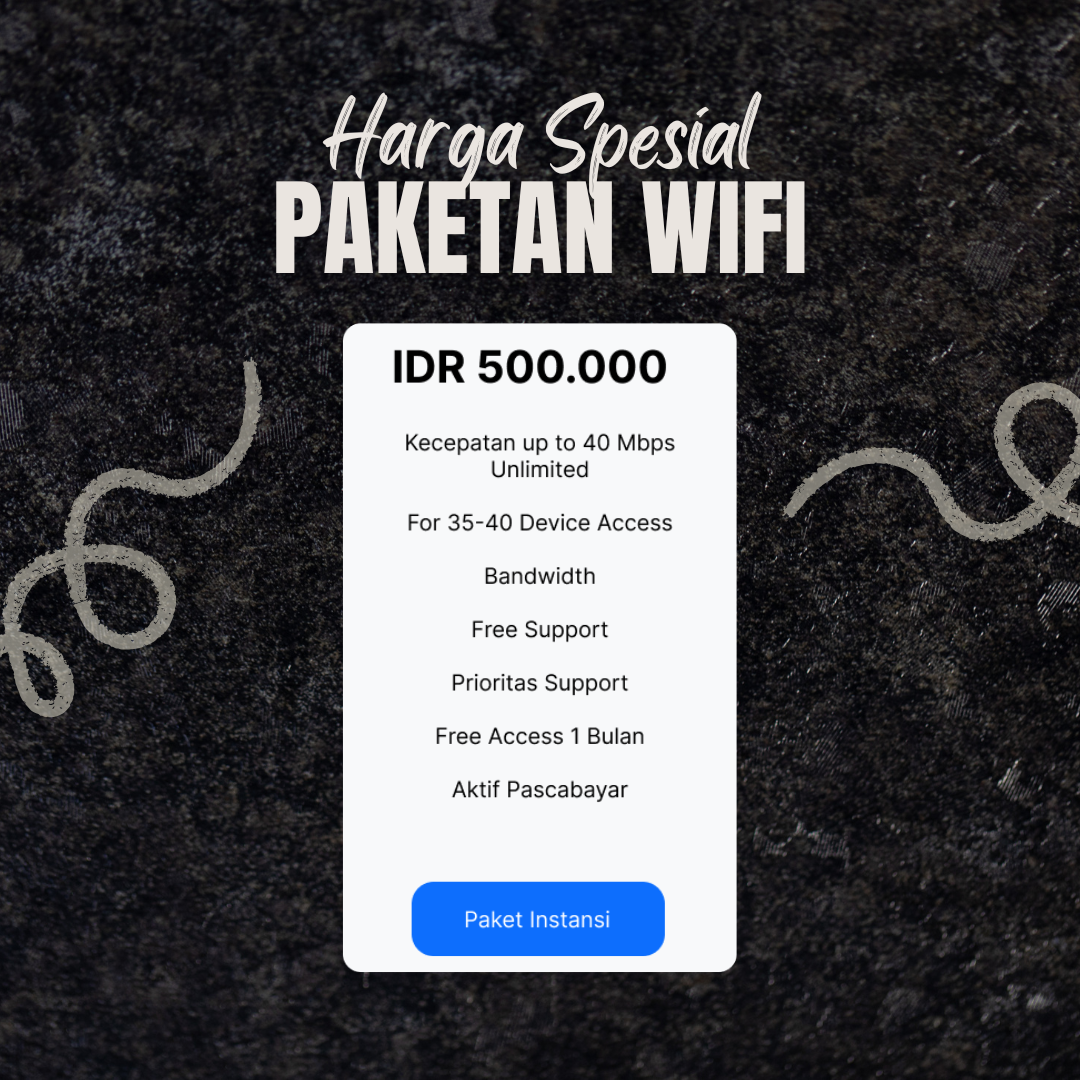 Harga Spesial
PAKETAN WIFI
IDR 500.000
Kecepatan up to 40 Mbps
Unlimited
For 35-40 Device Access
Bandwidth
Free Support
Prioritas Support
Free Access 1 Bulan
Aktif Pascabayar
Paket Instansi